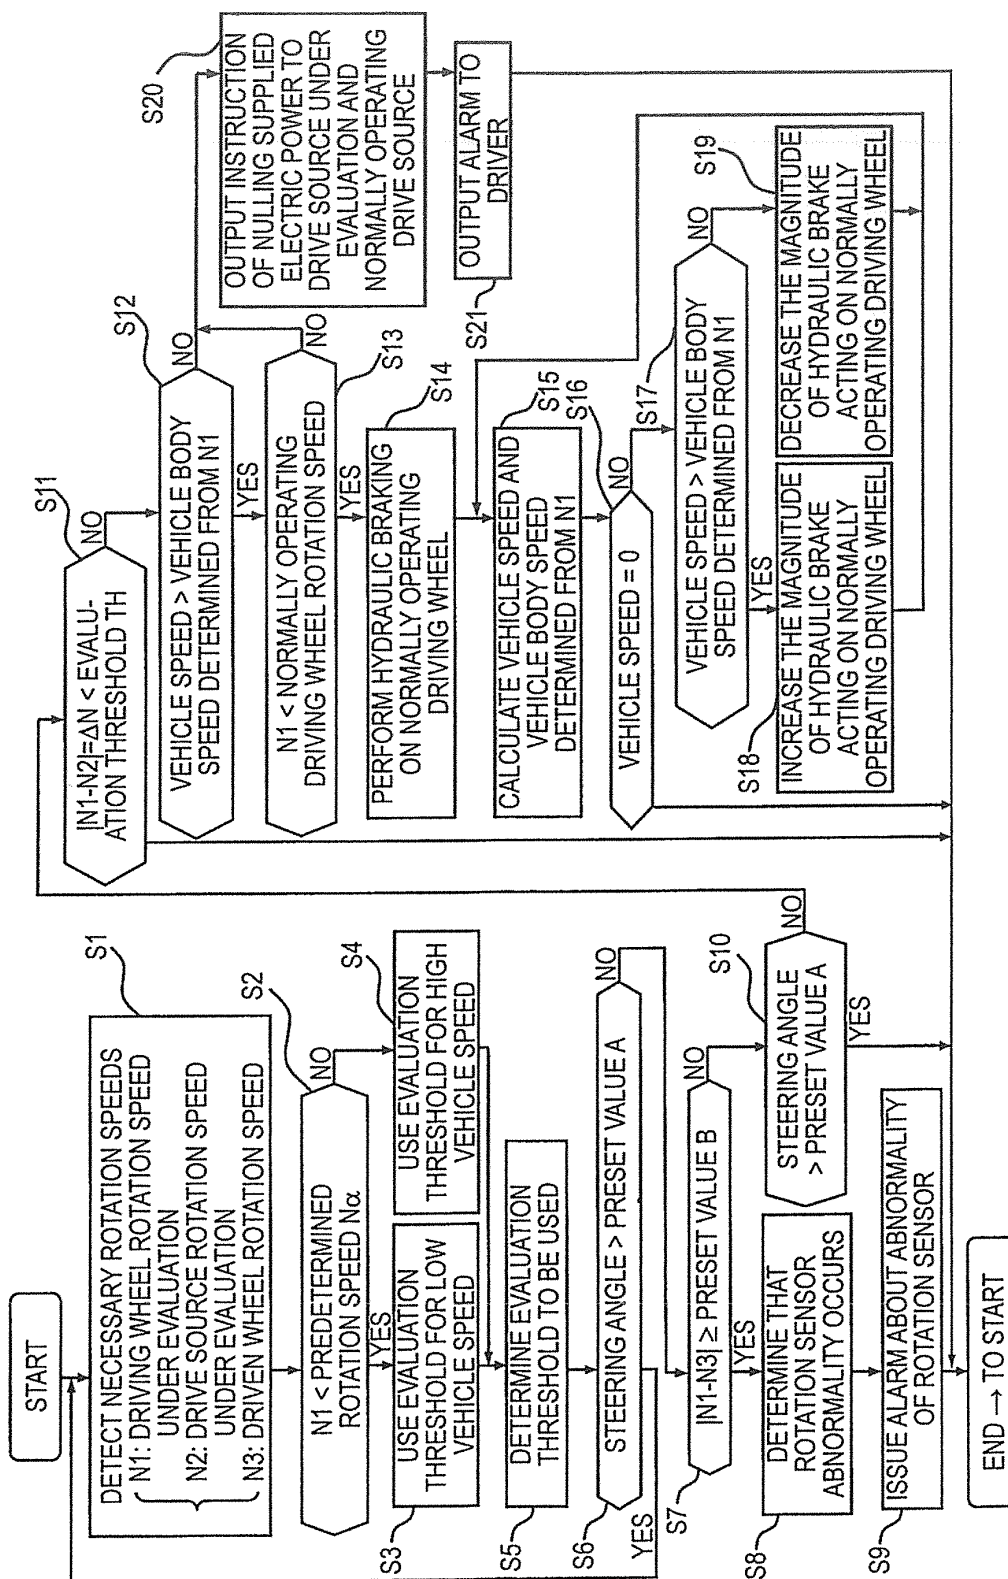 START
S1
DETECT NECESSARY ROTATION SPEEDS
N1: DRIVING WHEEL ROTATION SPEED
UNDER EVALUATION
N2: DRIVE SOURCE ROTATION SPEED
UNDER EVALUATION
N3: DRIVEN WHEEL ROTATION SPEED
S2
N1 < PREDETERMINED
ROTATION SPEED Nα
NO
YES
S3
USE EVALUATION
THRESHOLD FOR LOW
VEHICLE SPEED
S4
USE EVALUATION
THRESHOLD FOR HIGH
VEHICLE SPEED
S5
DETERMINE EVALUATION
THRESHOLD TO BE USED
S6
STEERING ANGLE > PRESET VALUE A
NO
YES
S7
|N1-N3| ≥ PRESET VALUE B
NO
YES
S8
DETERMINE THAT
ROTATION SENSOR
ABNORMALITY OCCURS
S10
STEERING ANGLE
> PRESET VALUE A
NO
YES
S9
ISSUE ALARM ABOUT ABNORMALITY
OF ROTATION SENSOR
END → TO START
S11
|N1-N2|=ΔN < EVALU-
ATION THRESHOLD TH
NO
S12
VEHICLE SPEED > VEHICLE BODY
SPEED DETERMINED FROM N1
NO
YES
S13
N1 < NORMALLY OPERATING
DRIVING WHEEL ROTATION SPEED
NO
YES
S14
PERFORM HYDRAULIC BRAKING
ON NORMALLY OPERATING
DRIVING WHEEL
S15
CALCULATE VEHICLE SPEED AND
VEHICLE BODY SPEED
DETERMINED FROM N1
S16
VEHICLE SPEED = 0
NO
S17
VEHICLE SPEED > VEHICLE BODY
SPEED DETERMINED FROM N1
NO
YES
S18
INCREASE THE MAGNITUDE
OF HYDRAULIC BRAKE
ACTING ON NORMALLY
OPERATING DRIVING WHEEL
S19
DECREASE THE MAGNITUDE
OF HYDRAULIC BRAKE
ACTING ON NORMALLY
OPERATING DRIVING WHEEL
S20
OUTPUT INSTRUCTION
OF NULLING SUPPLIED
ELECTRIC POWER TO
DRIVE SOURCE UNDER
EVALUATION AND
NORMALLY OPERATING
DRIVE SOURCE
S21
OUTPUT ALARM TO
DRIVER